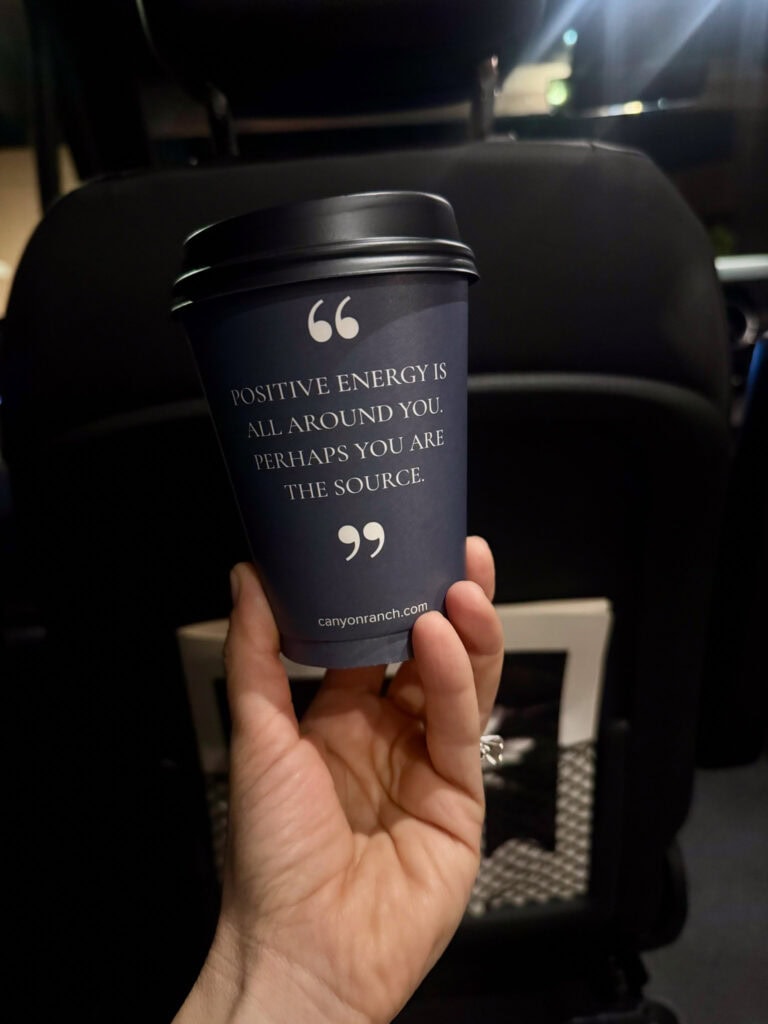 “
POSITIVE ENERGY IS
ALL AROUND YOU.
PERHAPS YOU ARE
THE SOURCE.
”
canyonranch.com